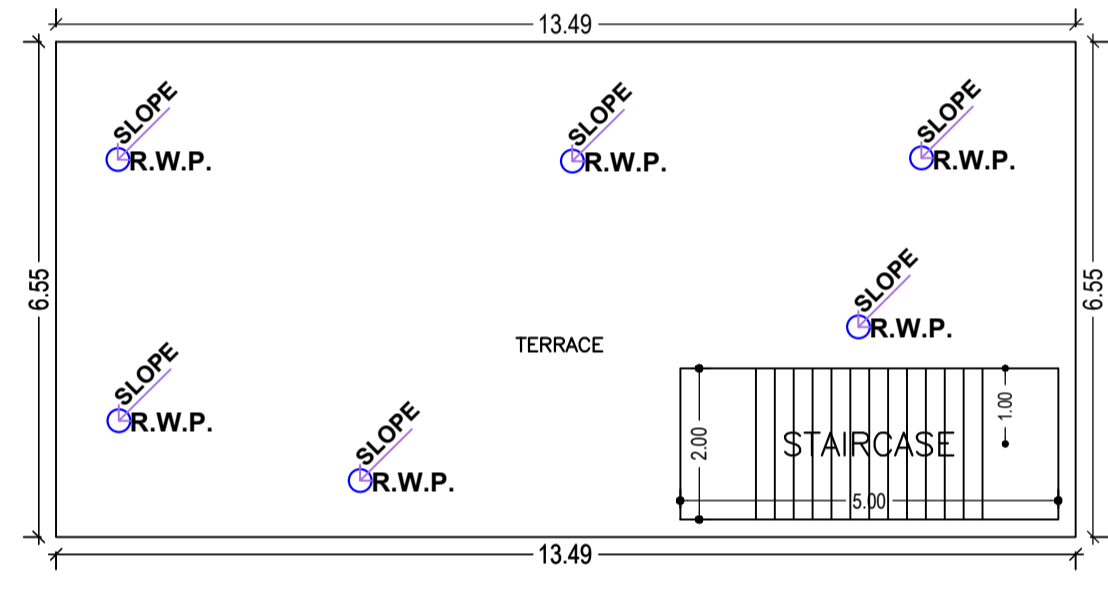 13.49
SLOPE
R.W.P.
SLOPE
R.W.P.
SLOPE
R.W.P.
6.55
6.55
SLOPE
R.W.P.
TERRACE
SLOPE
R.W.P.
SLOPE
R.W.P.
2.00
STAIRCASE
1.00
5.00
13.49